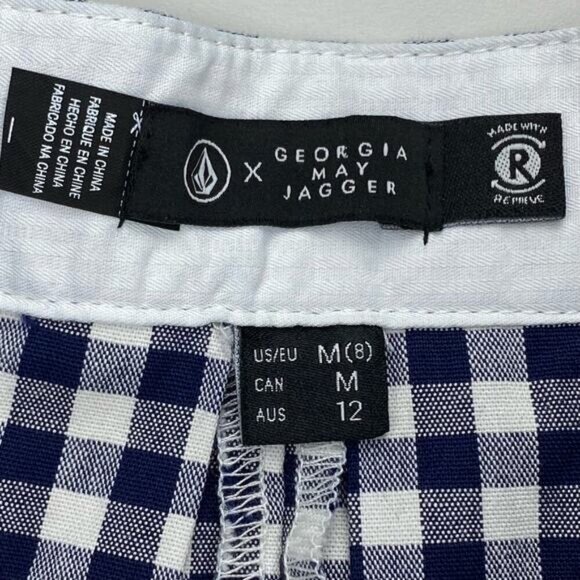 MADE IN CHINA
FABRIQUE EN CHINE
HECHO EN CHINA
FABRICADO NA CHINA
X GEORGIA
MAY
JAGGER
MADE WITH
R
REPREVE
US/EU M(8)
CAN M
AUS 12